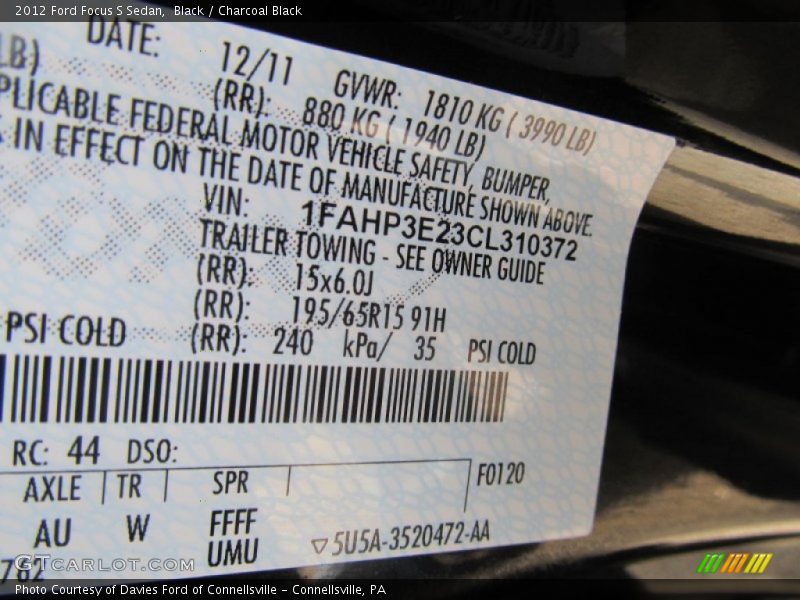 2012 Ford Focus S Sedan,  Black / Charcoal Black
DATE: 12/11 GVWR: 1810 KG ( 3990 LB)
LB) (RR): 880 KG ( 1940 LB)
PLICABLE FEDERAL MOTOR VEHICLE SAFETY, BUMPER,
IN EFFECT ON THE DATE OF MANUFACTURE SHOWN ABOVE.
VIN: 1FAHP3E23CL310372
TRAILER TOWING - SEE OWNER GUIDE
(RR): 15x6.0J
(RR): 195/65R15 91H
PSI COLD (RR): 240 kPa/ 35 PSI COLD
RC: 44 DSO:
AXLE TR SPR F0120
AU W FFFF
UMU ▽5U5A-3520472-AA
782
GTCARLOT.COM
Photo Courtesy of Davies Ford of Connellsville – Connellsville, PA